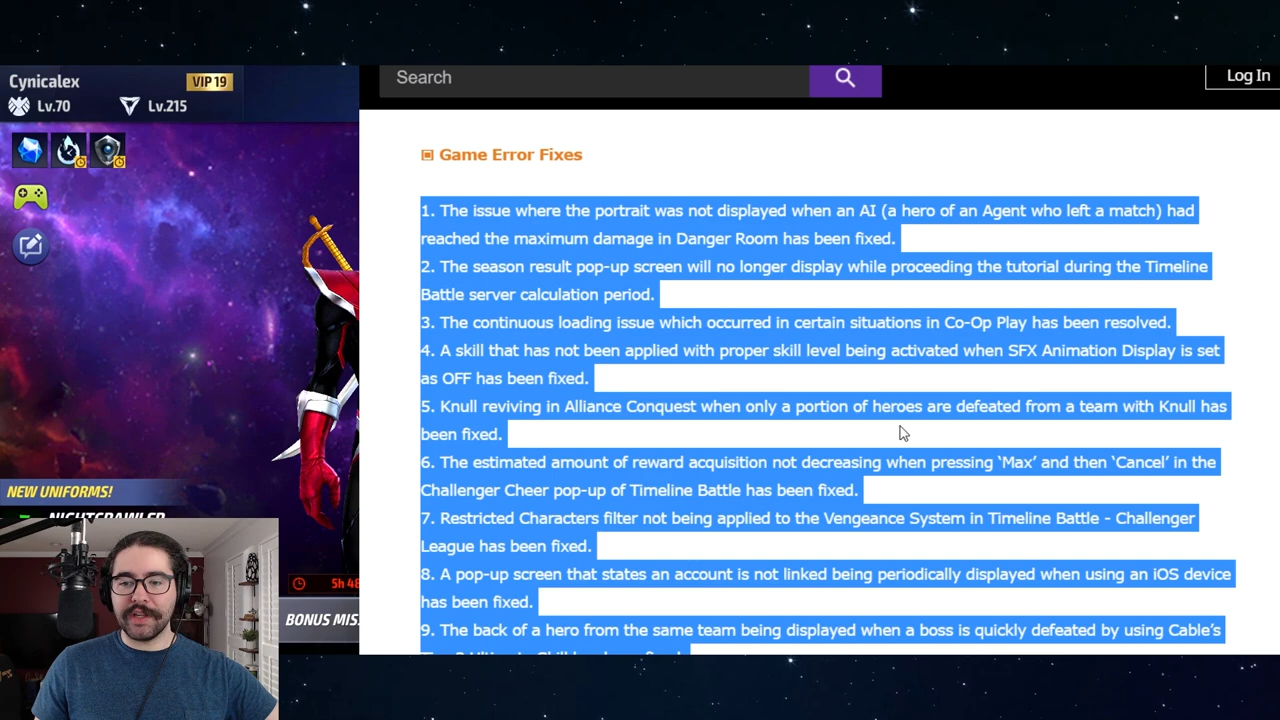 Cynicalex
VIP 19
Lv.70
Lv.215
NEW UNIFORMS!
NIGHTCRAWLER
5h 48
BONUS MIS
Search
Log In
Game Error Fixes
1. The issue where the portrait was not displayed when an AI (a hero of an Agent who left a match) had
reached the maximum damage in Danger Room has been fixed.
2. The season result pop-up screen will no longer display while proceeding the tutorial during the Timeline
Battle server calculation period.
3. The continuous loading issue which occurred in certain situations in Co-Op Play has been resolved.
4. A skill that has not been applied with proper skill level being activated when SFX Animation Display is set
as OFF has been fixed.
5. Knull reviving in Alliance Conquest when only a portion of heroes are defeated from a team with Knull has
been fixed.
6. The estimated amount of reward acquisition not decreasing when pressing ‘Max’ and then ‘Cancel’ in the
Challenger Cheer pop-up of Timeline Battle has been fixed.
7. Restricted Characters filter not being applied to the Vengeance System in Timeline Battle - Challenger
League has been fixed.
8. A pop-up screen that states an account is not linked being periodically displayed when using an iOS device
has been fixed.
9. The back of a hero from the same team being displayed when a boss is quickly defeated by using Cable’s